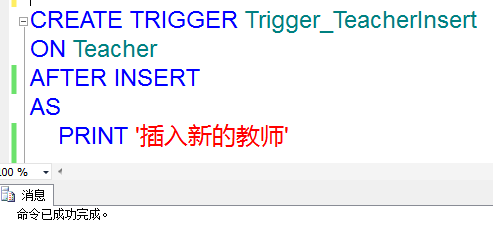 CREATE TRIGGER Trigger_TeacherInsert
ON Teacher
AFTER INSERT
AS
PRINT '插入新的教师'
00 %
消息
命令已成功完成。